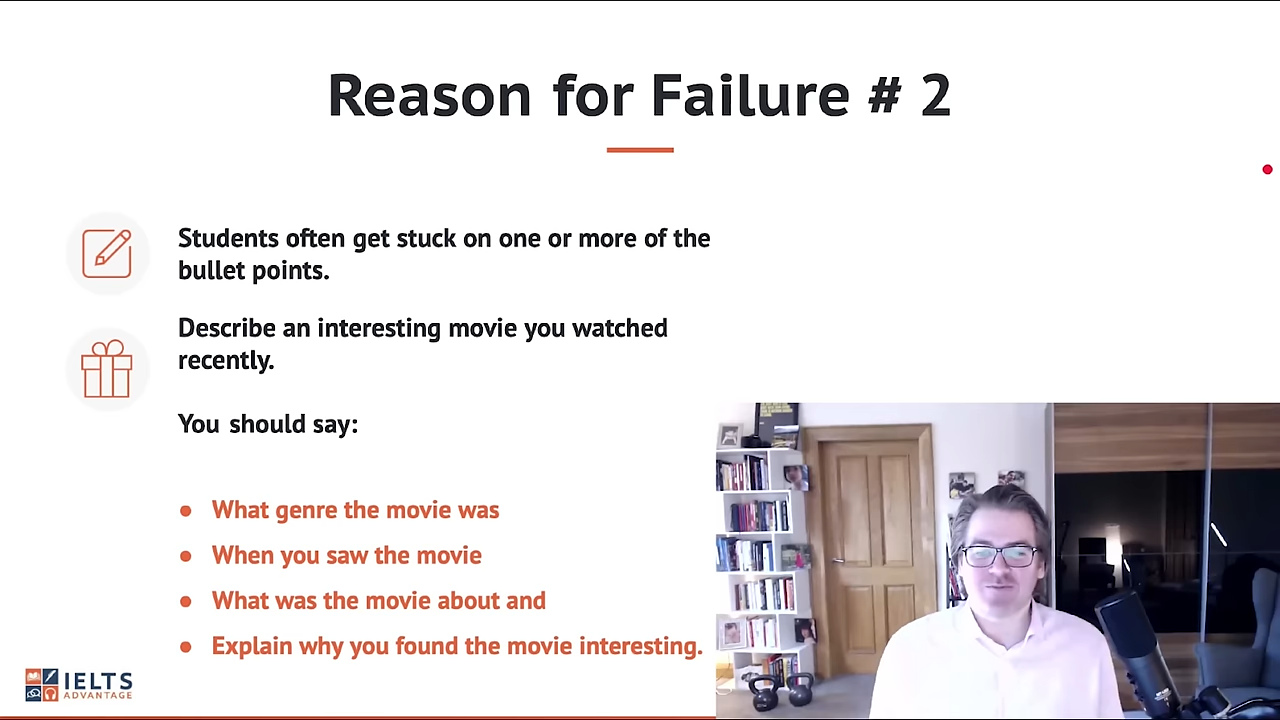 Reason for Failure # 2
Students often get stuck on one or more of the
bullet points.
Describe an interesting movie you watched
recently.
You should say:
● What genre the movie was
● When you saw the movie
● What was the movie about and
● Explain why you found the movie interesting.
IELTS
ADVANTAGE